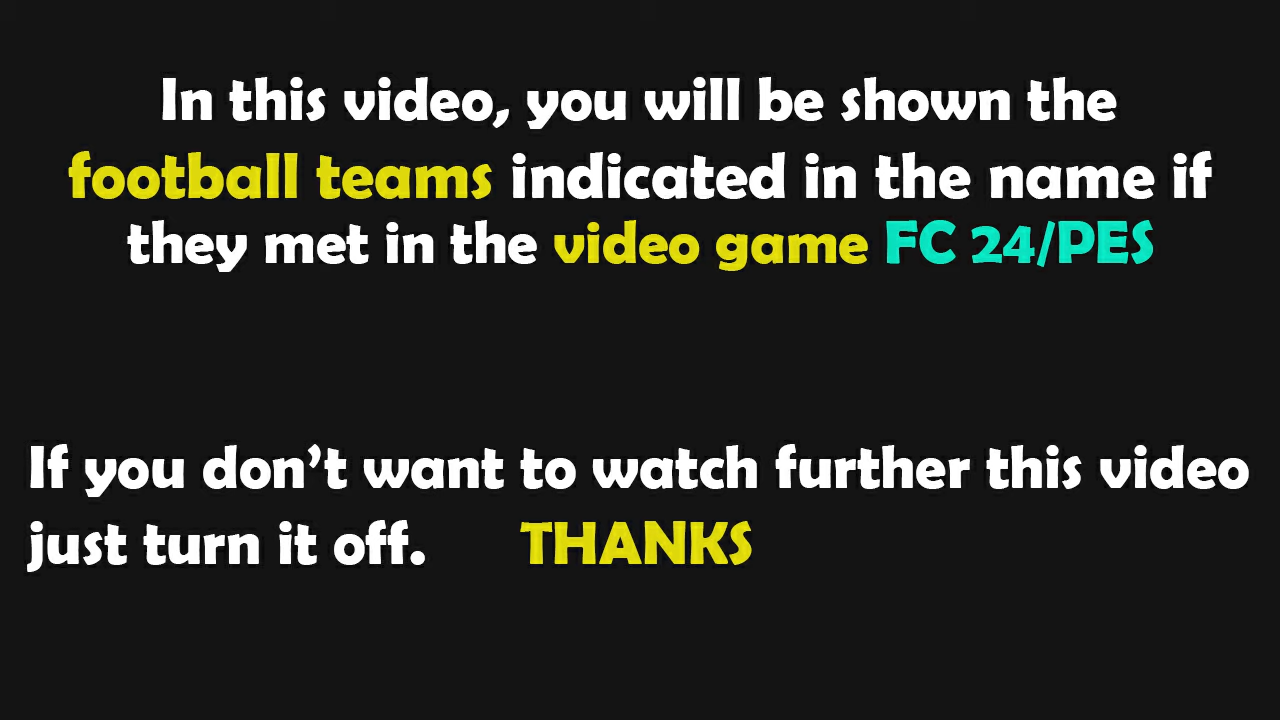 In this video, you will be shown the
football teams indicated in the name if
they met in the video game FC 24/PES
If you don’t want to watch further this video
just turn it off. THANKS